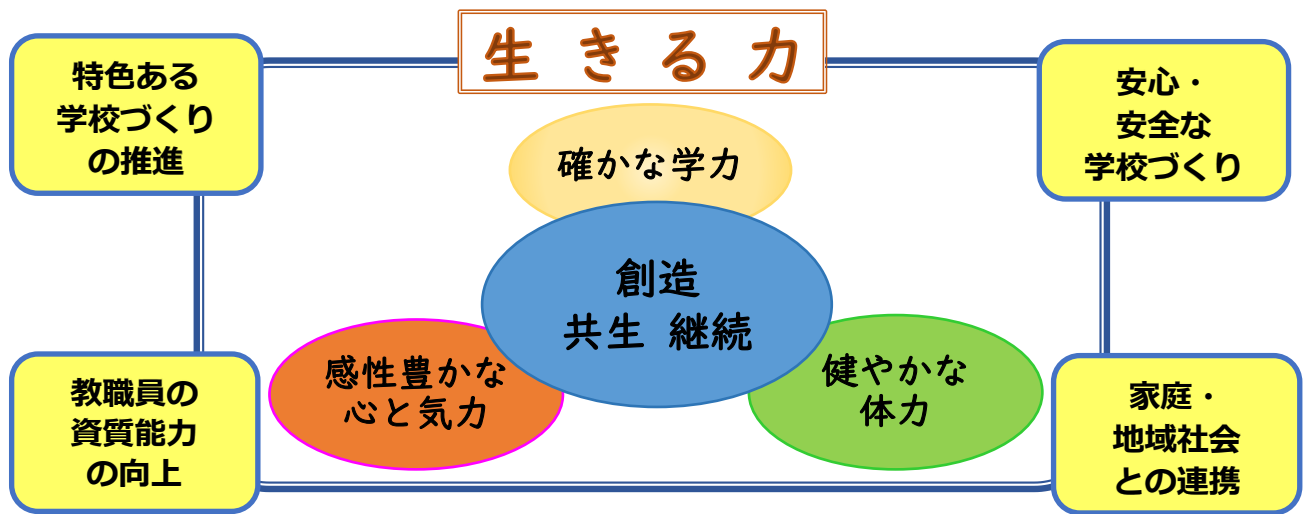 生きる力
特色ある
学校づくり
の推進
安心・
安全な
学校づくり
確かな学力
創造
共生 継続
感性豊かな
心と気力
健やかな
体力
教職員の
資質能力
の向上
家庭・
地域社会
との連携